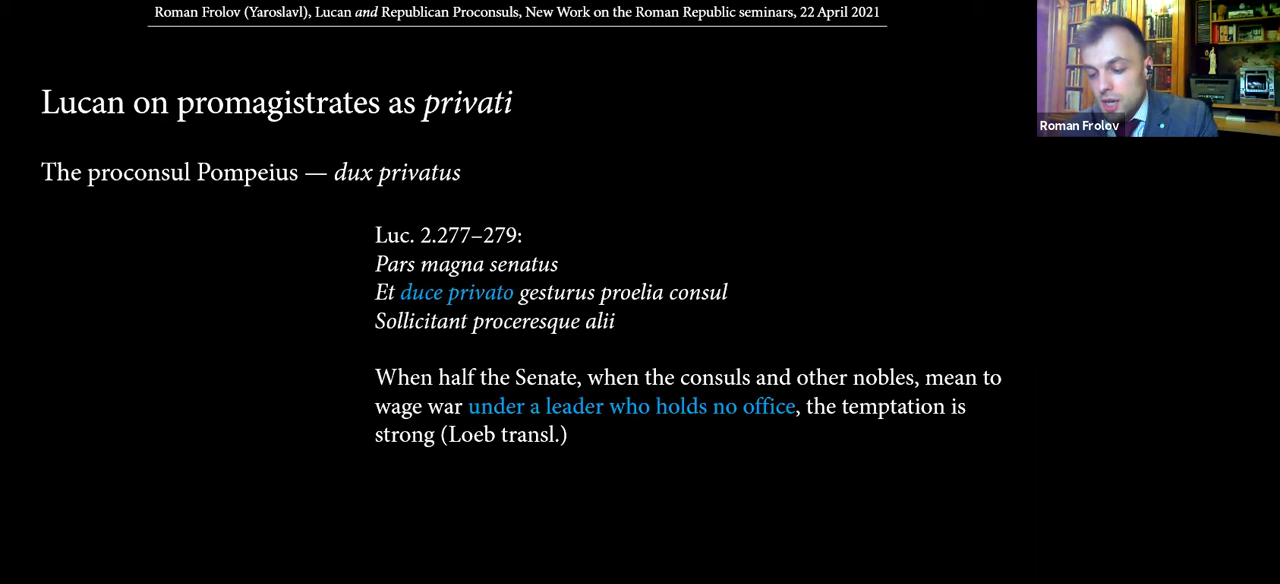 Roman Frolov (Yaroslavl), Lucan and Republican Proconsuls, New Work on the Roman Republic seminars, 22 April 2021
Lucan on promagistrates as privati
Roman Frolov
The proconsul Pompeius — dux privatus
Luc. 2.277–279:
Pars magna senatus
Et duce privato gesturus proelia consul
Sollicitant proceresque alii
When half the Senate, when the consuls and other nobles, mean to
wage war under a leader who holds no office, the temptation is
strong (Loeb transl.)